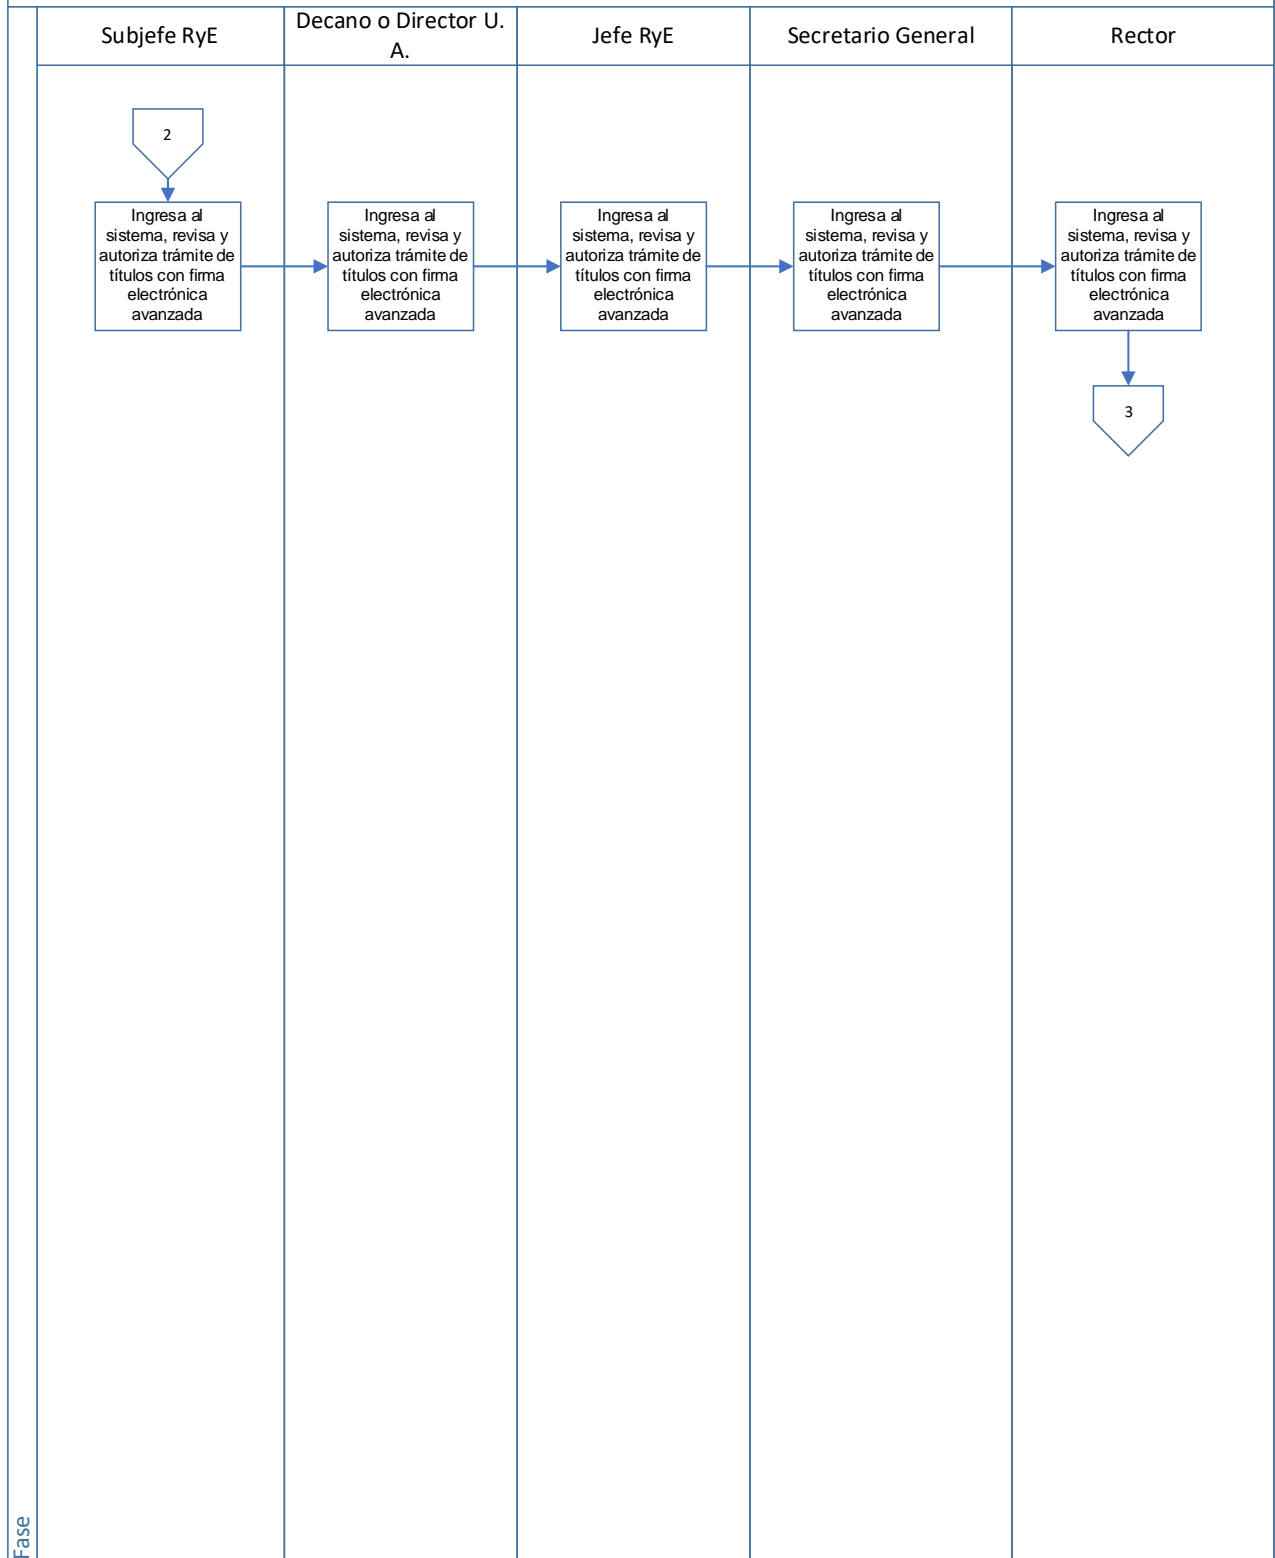 Subjefe RyE
Decano o Director U.
A.
Jefe RyE
Secretario General
Rector
2
Ingresa al
sistema, revisa y
autoriza trámite de
títulos con firma
electrónica
avanzada
Ingresa al
sistema, revisa y
autoriza trámite de
títulos con firma
electrónica
avanzada
Ingresa al
sistema, revisa y
autoriza trámite de
títulos con firma
electrónica
avanzada
Ingresa al
sistema, revisa y
autoriza trámite de
títulos con firma
electrónica
avanzada
Ingresa al
sistema, revisa y
autoriza trámite de
títulos con firma
electrónica
avanzada
3
Fase